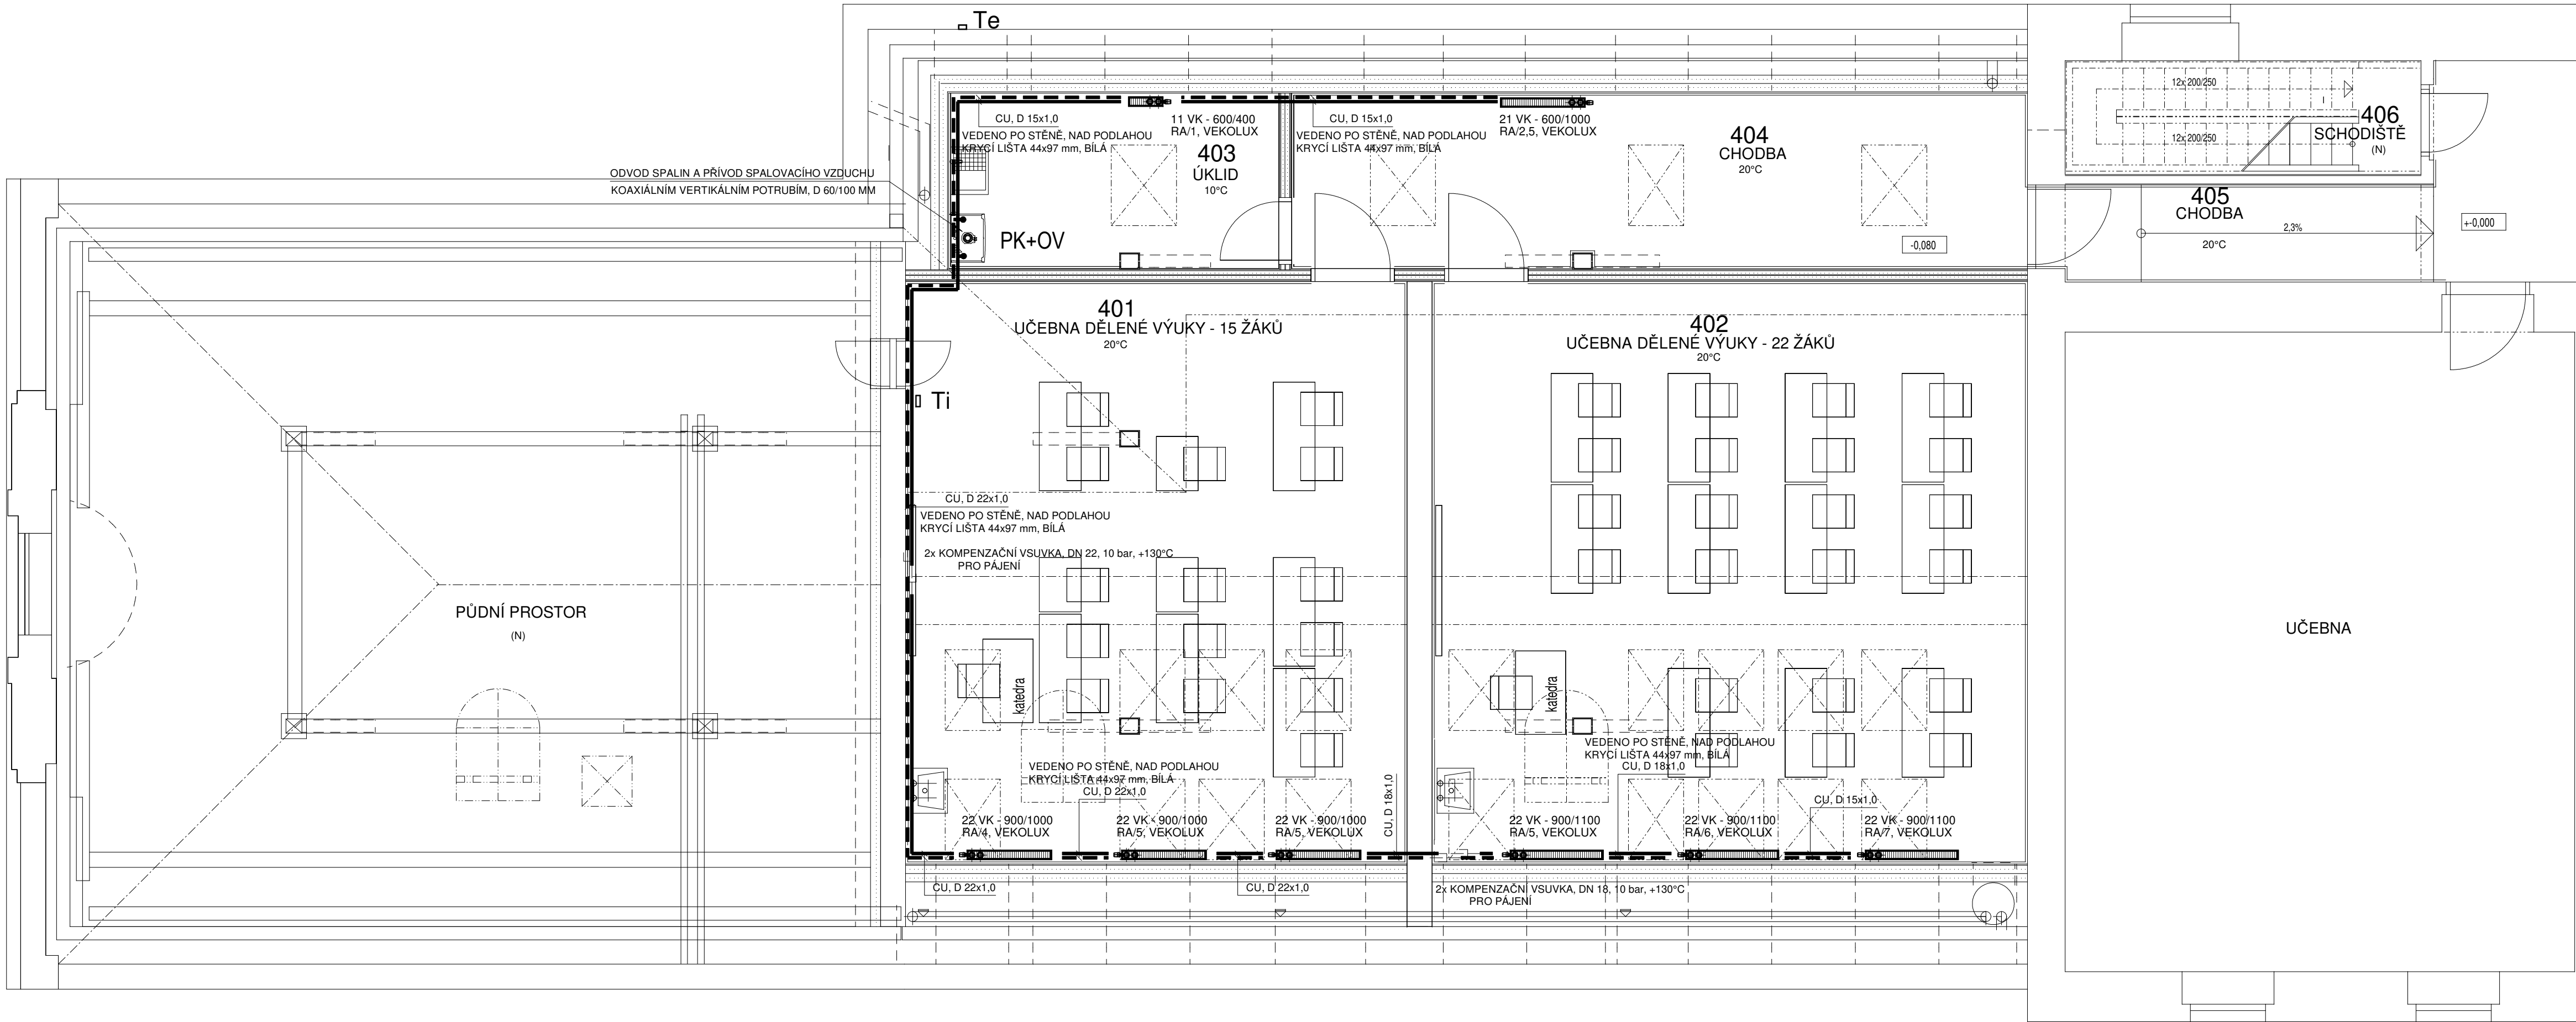 Te
12x 200/250
12x 200/250
406
SCHODIŠTĚ
(N)
CU, D 15x1,0
VEDENO PO STĚNĚ, NAD PODLAHOU
KRYCÍ LIŠTA 44x97 mm, BÍLÁ
11 VK - 600/400
RA/1, VEKOLUX
403
ÚKLID
10°C
CU, D 15x1,0
VEDENO PO STĚNĚ, NAD PODLAHOU
KRYCÍ LIŠTA 44x97 mm, BÍLÁ
21 VK - 600/1000
RA/2,5, VEKOLUX
404
CHODBA
20°C
ODVOD SPALIN A PŘÍVOD SPALOVACÍHO VZDUCHU
KOAXIÁLNÍM VERTIKÁLNÍM POTRUBÍM, D 60/100 MM
PK+OV
-0,080
405
CHODBA
2,3%
20°C
+-0,000
401
UČEBNA DĚLENÉ VÝUKY - 15 ŽÁKŮ
20°C
402
UČEBNA DĚLENÉ VÝUKY - 22 ŽÁKŮ
20°C
Ti
CU, D 22x1,0
VEDENO PO STĚNĚ, NAD PODLAHOU
KRYCÍ LIŠTA 44x97 mm, BÍLÁ
2x KOMPENZAČNÍ VSUVKA, DN 22, 10 bar, +130°C
PRO PÁJENÍ
PŮDNÍ PROSTOR
(N)
UČEBNA
katedra
katedra
VEDENO PO STĚNĚ, NAD PODLAHOU
KRYCÍ LIŠTA 44x97 mm, BÍLÁ
CU, D 22x1,0
VEDENO PO STĚNĚ, NAD PODLAHOU
KRYCÍ LIŠTA 44x97 mm, BÍLÁ
CU, D 18x1,0
CU, D 18x1,0
CU, D 15x1,0
22 VK - 900/1000
RA/4, VEKOLUX
22 VK - 900/1000
RA/5, VEKOLUX
22 VK - 900/1000
RA/5, VEKOLUX
22 VK - 900/1100
RA/5, VEKOLUX
22 VK - 900/1100
RA/6, VEKOLUX
22 VK - 900/1100
RA/7, VEKOLUX
CU, D 22x1,0
CU, D 22x1,0
2x KOMPENZAČNÍ VSUVKA, DN 18, 10 bar, +130°C
PRO PÁJENÍ